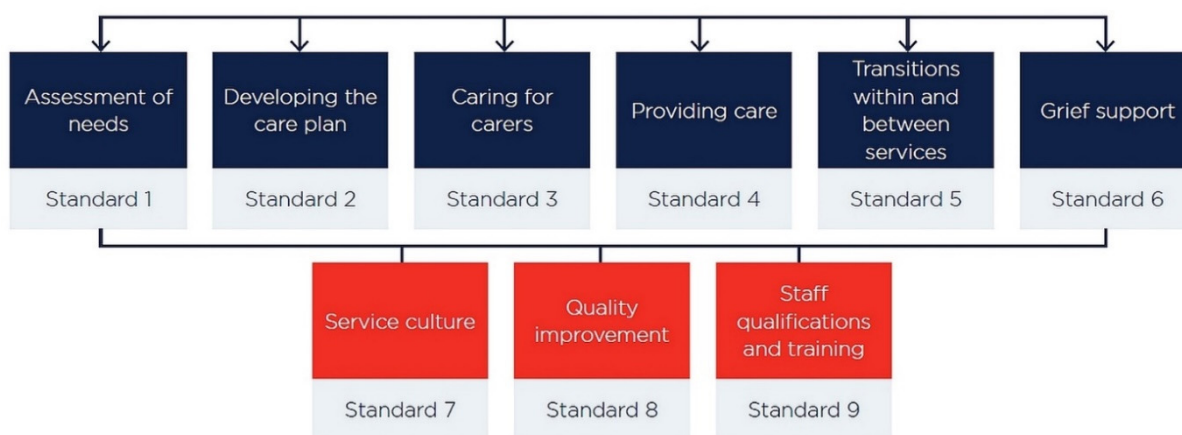 Assessment of
needs
Standard 1
Developing the
care plan
Standard 2
Caring for
carers
Standard 3
Providing care
Standard 4
Transitions
within and
between
services
Standard 5
Grief support
Standard 6
Service culture
Standard 7
Quality
improvement
Standard 8
Staff
qualifications
and training
Standard 9